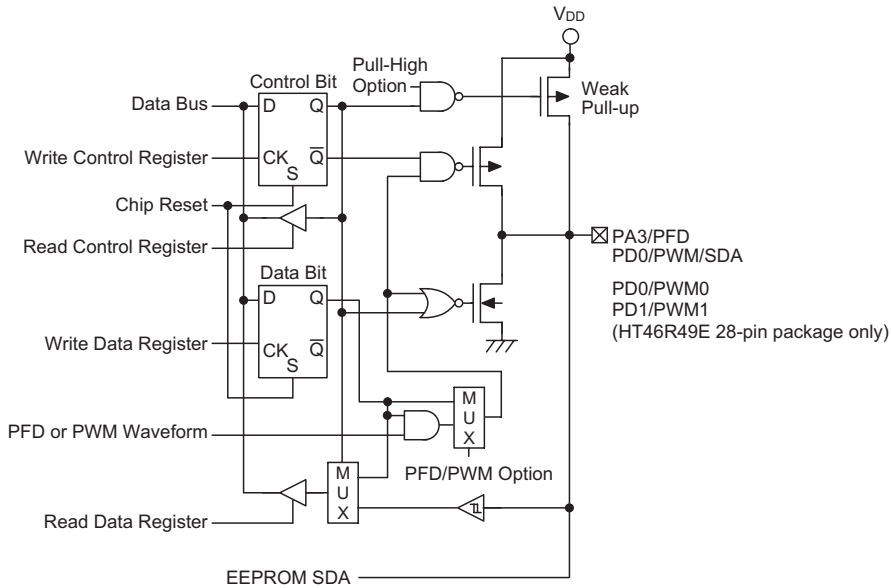 VDD
Pull-High
Option
Weak
Pull-up
Control Bit
Data Bus
D Q
Write Control Register
CK Q
S
Chip Reset
Read Control Register
PA3/PFD
PD0/PWM/SDA
PD0/PWM0
PD1/PWM1
(HT46R49E 28-pin package only)
Data Bit
D Q
Write Data Register
CK Q
S
M
U
X
PFD or PWM Waveform
PFD/PWM Option
M
U
X
Read Data Register
EEPROM SDA